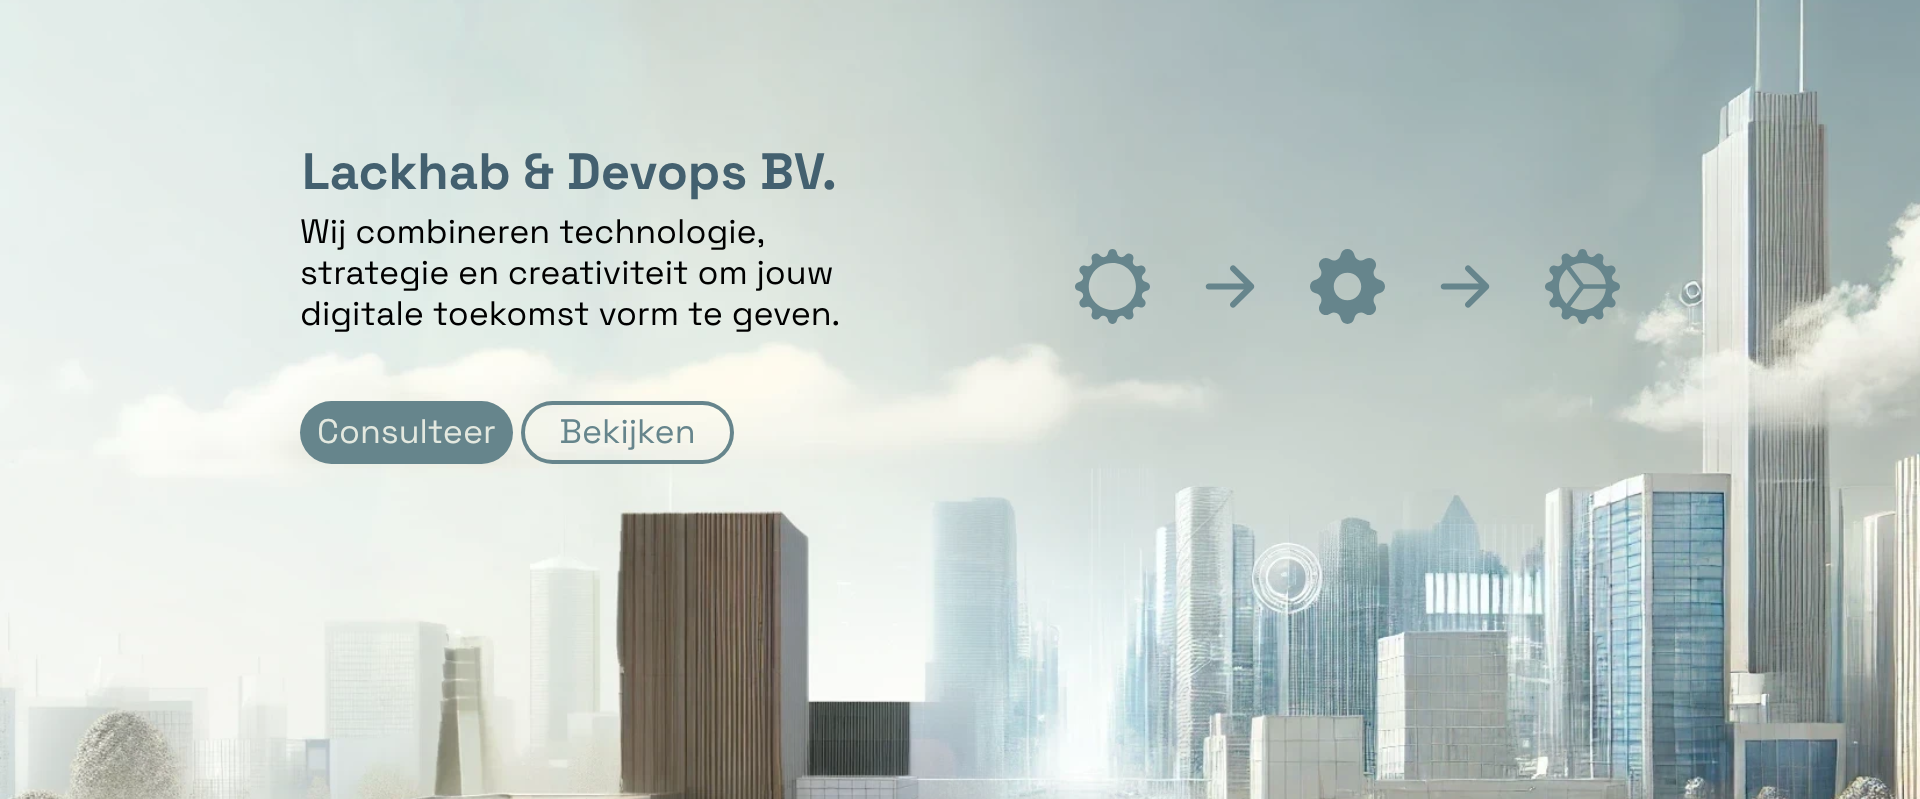 Lackhab & Devops BV.
Wij combineren technologie,
strategie en creativiteit om jouw
digitale toekomst vorm te geven.
Consulteer
Bekijken